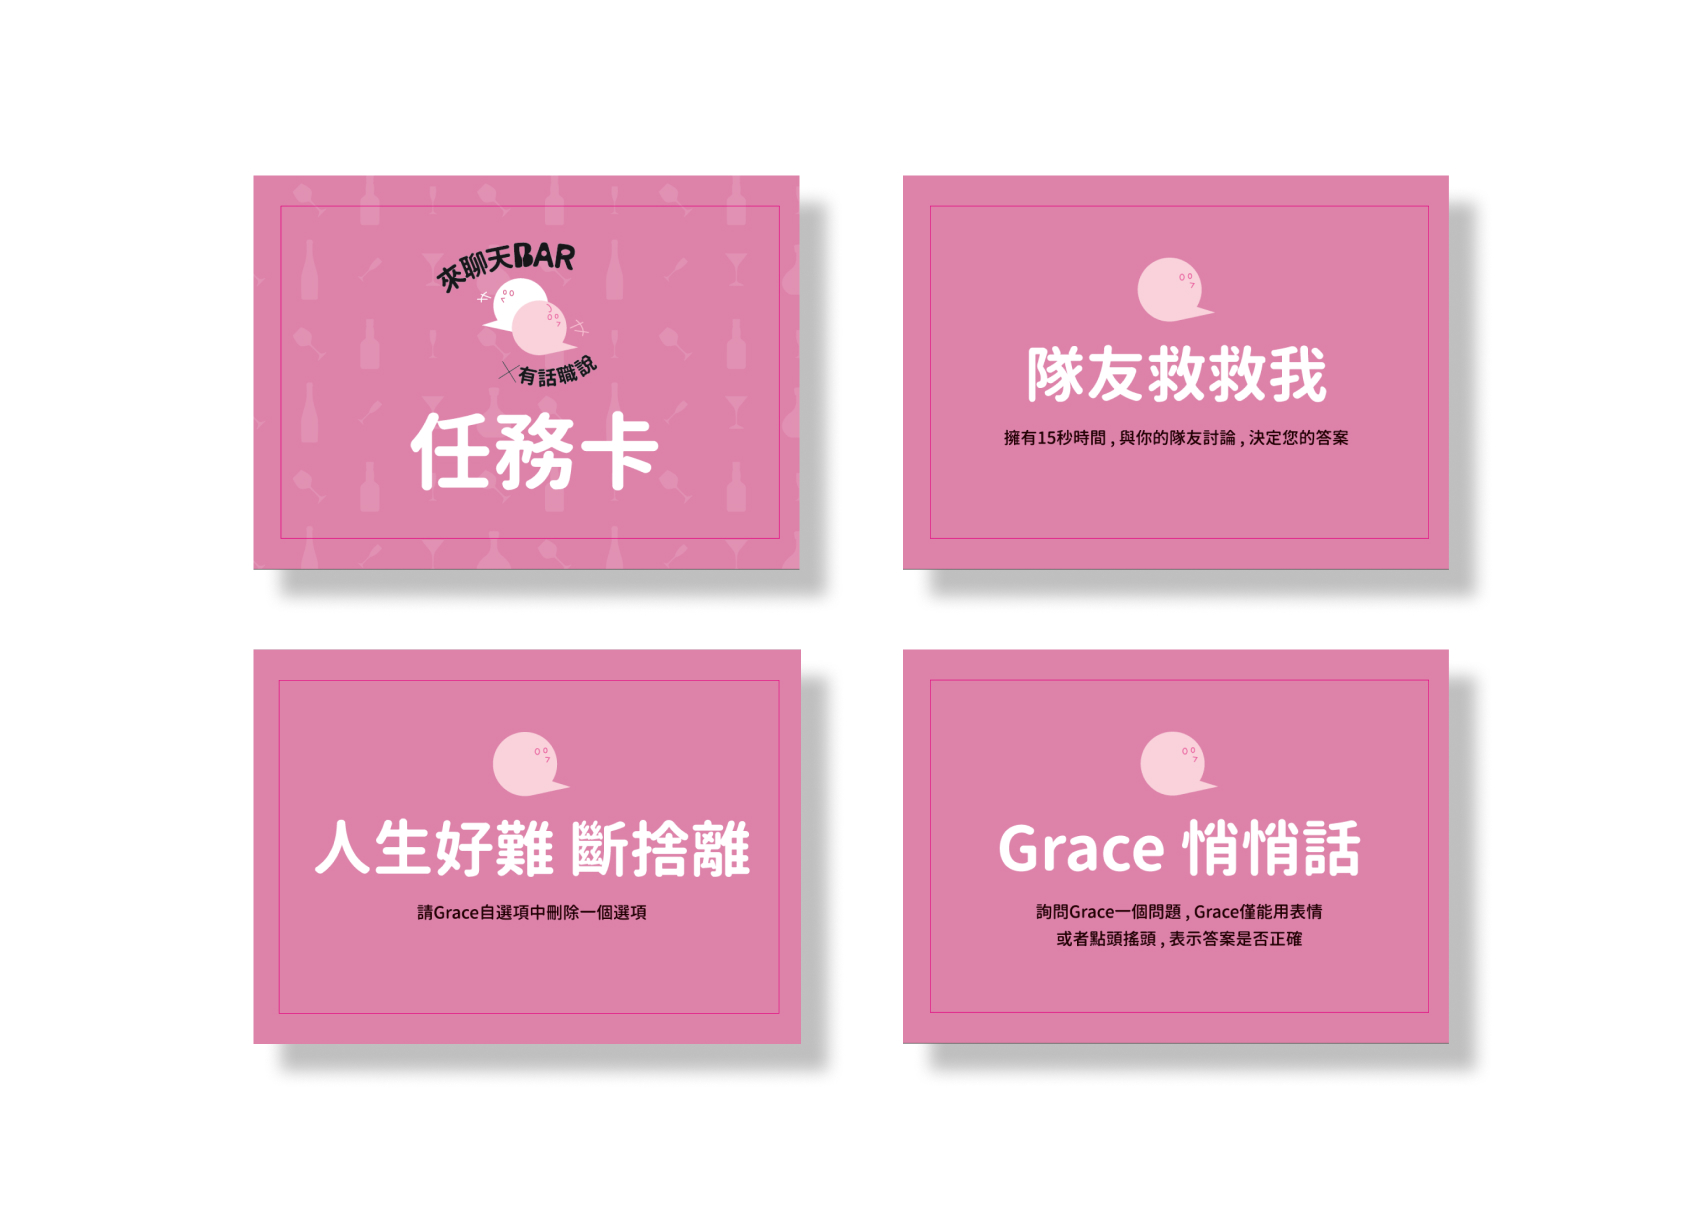 來聊天BAR
×有話職說
任務卡
隊友救救我
擁有15秒時間 , 與你的隊友討論 , 決定您的答案
人生好難 斷捨離
請Grace自選項中刪除一個選項
Grace 悄悄話
詢問Grace一個問題 , Grace僅能用表情
或者點頭搖頭 , 表示答案是否正確